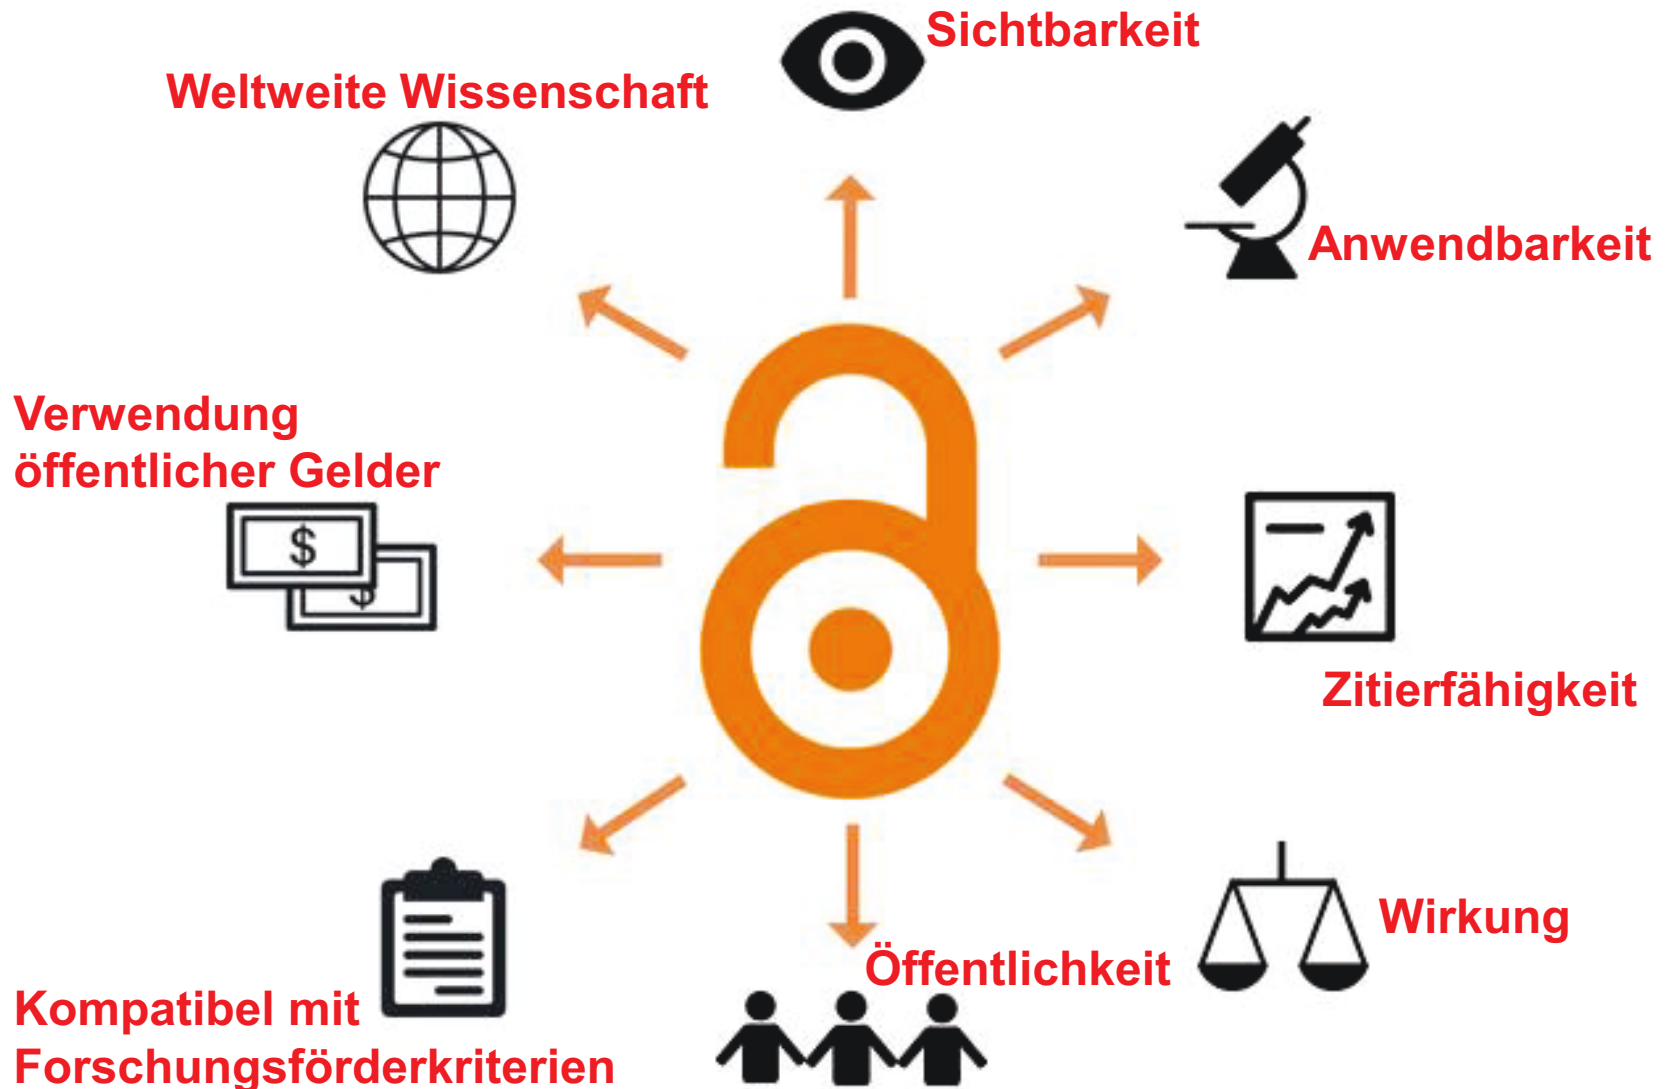 Sichtbarkeit
Weltweite Wissenschaft
Anwendbarkeit
Verwendung
öffentlicher Gelder
$
$
Zitierfähigkeit
Wirkung
Öffentlichkeit
Kompatibel mit
Forschungsförderkriterien